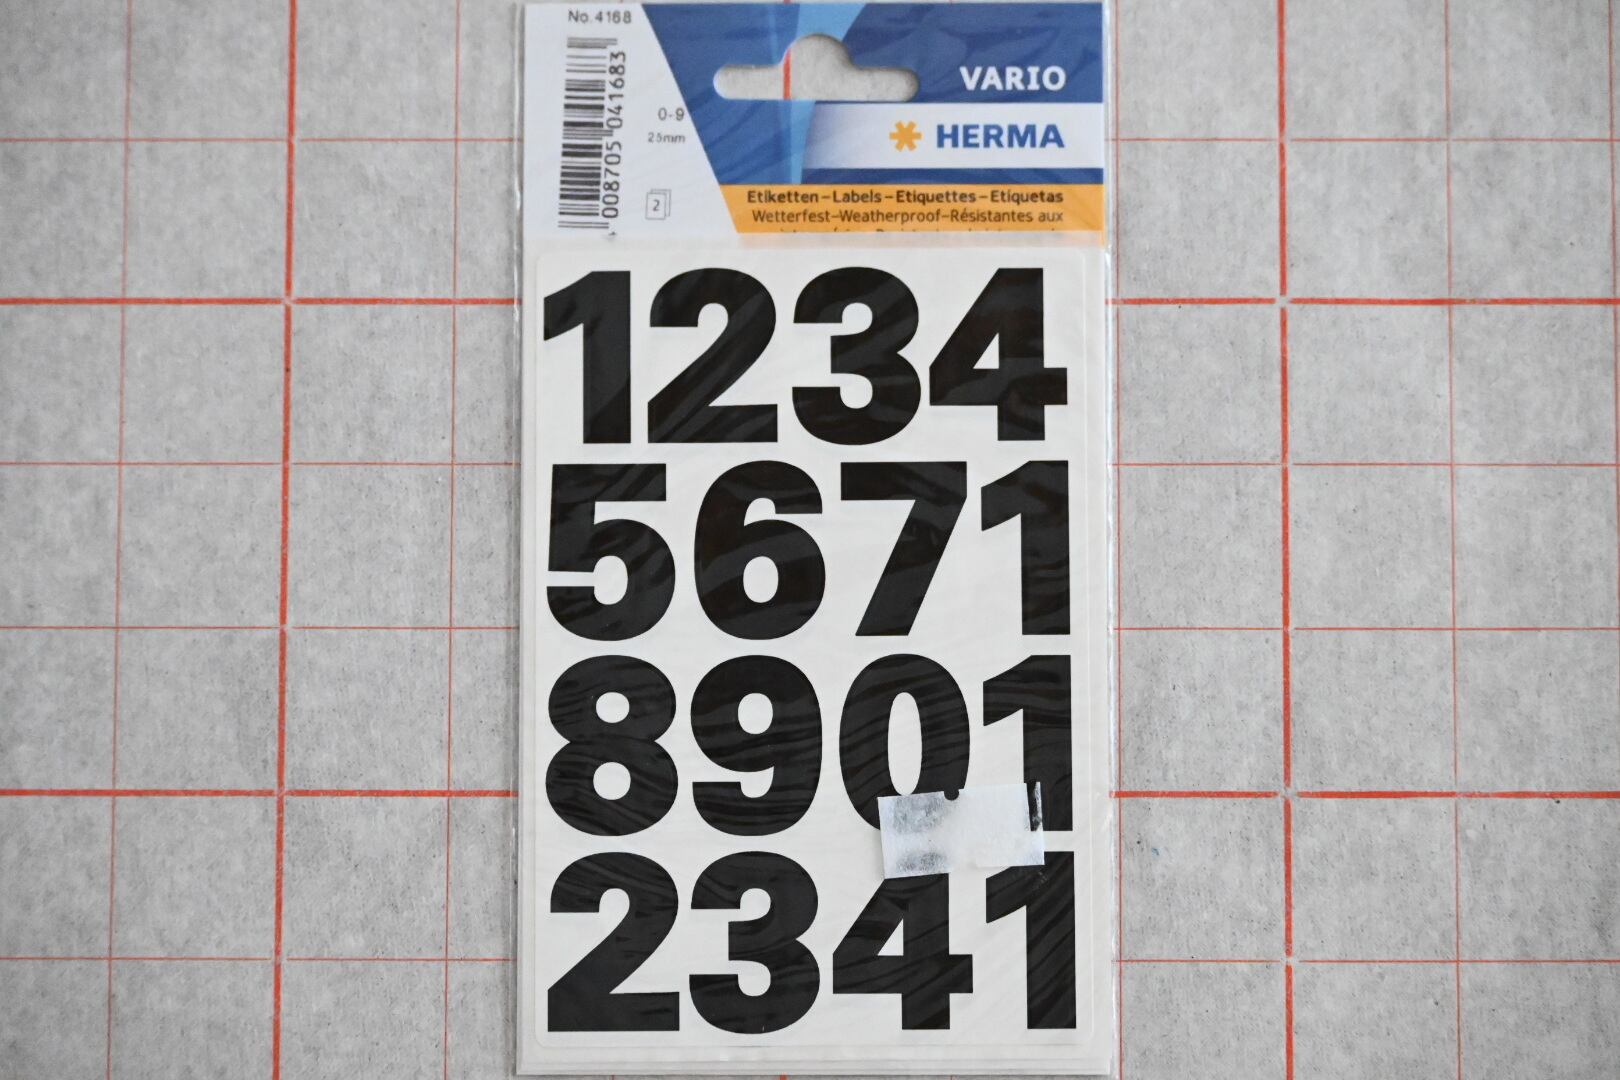 No. 4168
4 008705 041683
0-9
25mm
2
VARIO
HERMA
Etiketten – Labels – Etiquettes – Etiquetas
Wetterfest–Weatherproof–Résistantes aux
1234
5671
8901
2341